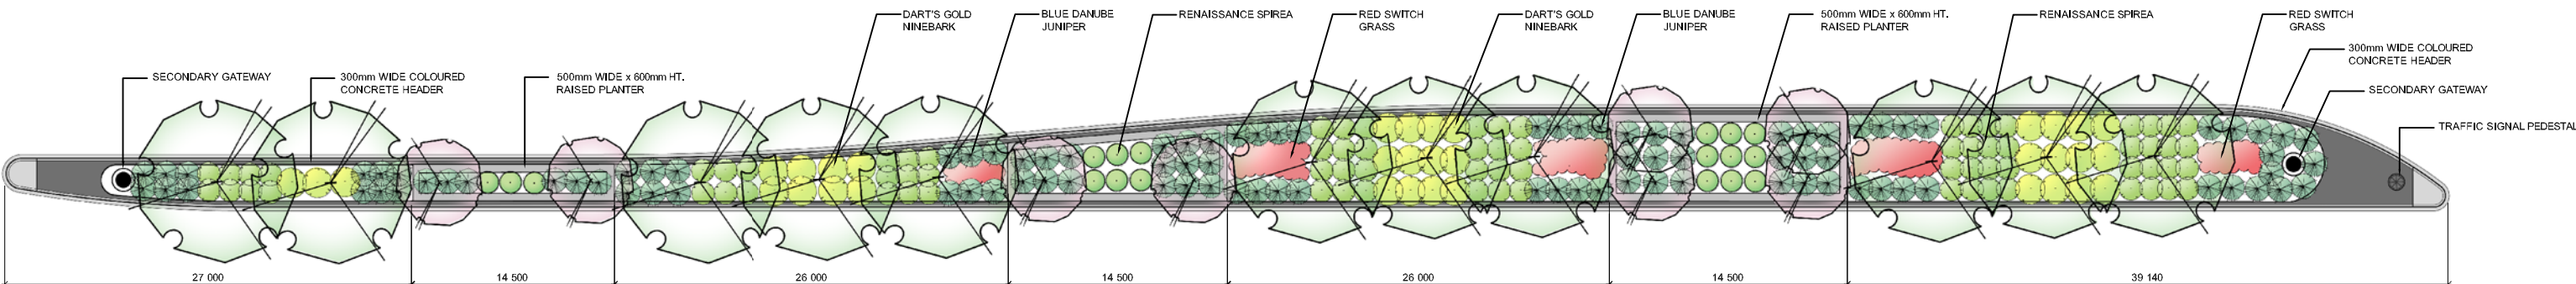 DART'S GOLD
NINEBARK
BLUE DANUBE
JUNIPER
RENAISSANCE SPIREA
RED SWITCH
GRASS
DART'S GOLD
NINEBARK
BLUE DANUBE
JUNIPER
500mm WIDE x 600mm HT.
RAISED PLANTER
RENAISSANCE SPIREA
RED SWITCH
GRASS
300mm WIDE COLOURED
CONCRETE HEADER
SECONDARY GATEWAY
300mm WIDE COLOURED
CONCRETE HEADER
500mm WIDE x 600mm HT.
RAISED PLANTER
SECONDARY GATEWAY
TRAFFIC SIGNAL PEDESTAL
27 000
14 500
26 000
14 500
26 000
14 500
39 140